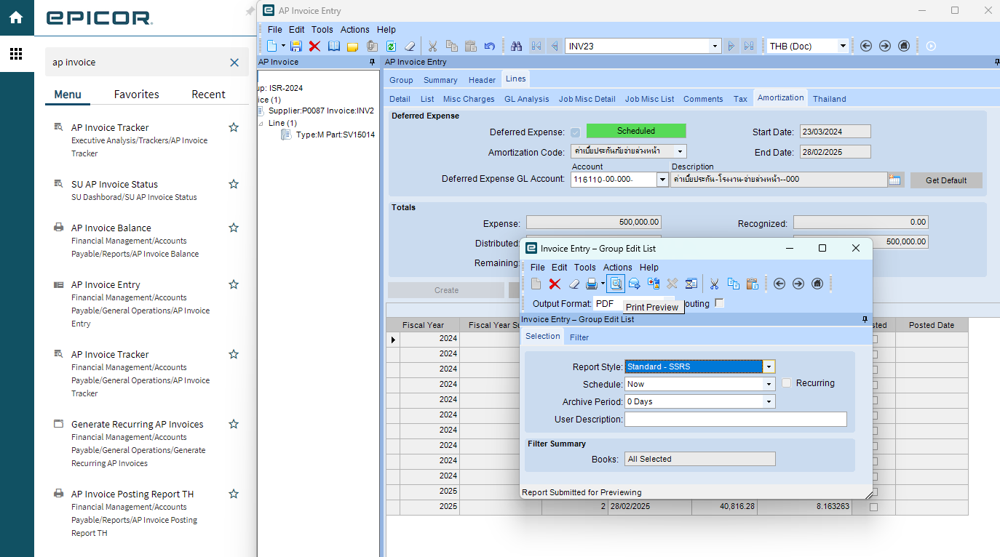 EPICOR
ap invoice
Menu Favorites Recent
AP Invoice Tracker
Executive Analysis/Trackers/AP Invoice
Tracker
SU AP Invoice Status
SU Dashborad/SU AP Invoice Status
AP Invoice Balance
Financial Management/Accounts
Payable/Reports/AP Invoice Balance
AP Invoice Entry
Financial Management/Accounts
Payable/General Operations/AP Invoice
Entry
AP Invoice Tracker
Financial Management/Accounts
Payable/General Operations/AP Invoice
Tracker
Generate Recurring AP Invoices
Financial Management/Accounts
Payable/General Operations/Generate
Recurring AP Invoices
AP Invoice Posting Report TH
Financial Management/Accounts
Payable/Reports/AP Invoice Posting
Report TH
AP Invoice Entry
File Edit Tools Actions Help
INV23 THB (Doc)
AP Invoice
up: ISR-2024
ice (1)
Supplier:P0087 Invoice:INV2
Line (1)
Type:M Part:SV15014
AP Invoice Entry
Group Summary Header Lines
Detail List Misc Charges GL Analysis Job Misc Detail Job Misc List Comments Tax Amortization Thailand
Deferred Expense
Deferred Expense: Scheduled Start Date: 23/03/2024
Amortization Code: ค่าเบี้ยประกันภัยจ่ายล่วงหน้า End Date: 28/02/2025
Account Description
Deferred Expense GL Account: 116110-00-000- ค่าเบี้ยประกัน-โรงงาน-จ่ายล่วงหน้า--000 Get Default
Totals
Expense: 500,000.00 Recognized: 0.00
Distributed: 500,000.00
Remaining:
Create
Fiscal Year Fiscal Year Su sted Posted Date
2024
2024
2024
2024
2024
2024
2024
2024
2024
2024
2025
2025 2 28/02/2025 40,816.28 8.163263
Invoice Entry – Group Edit List
File Edit Tools Actions Help
Output Format: PDF outing
Print Preview
Invoice Entry – Group Edit List
Selection Filter
Report Style: Standard - SSRS
Schedule: Now Recurring
Archive Period: 0 Days
User Description:
Filter Summary
Books: All Selected
Report Submitted for Previewing